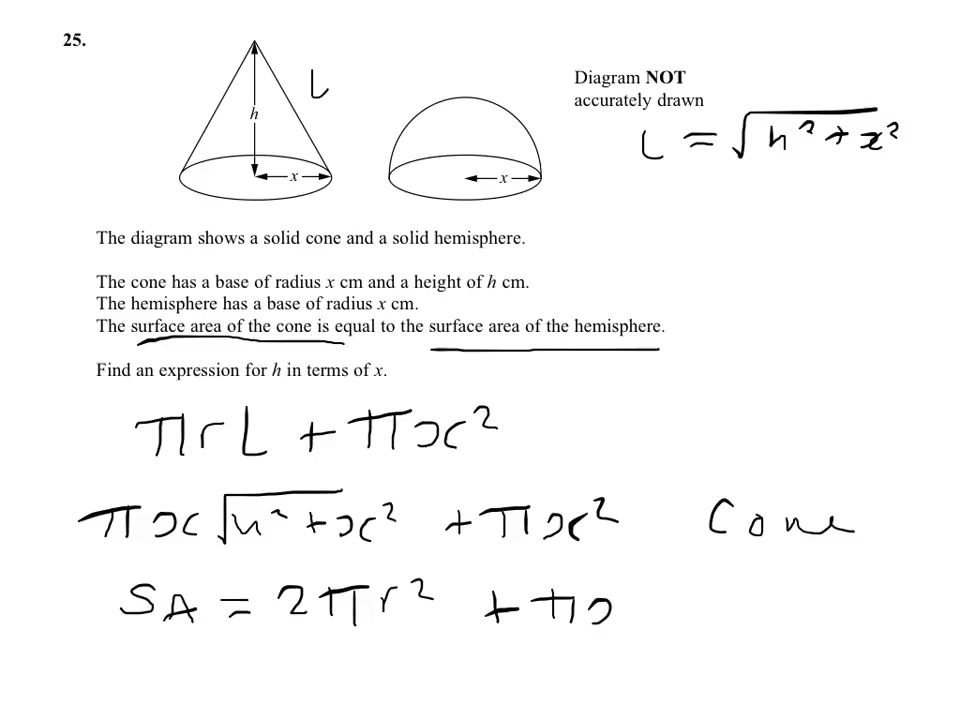 25.
L
h
x
x
Diagram NOT
accurately drawn
L = √h² + x²
The diagram shows a solid cone and a solid hemisphere.
The cone has a base of radius x cm and a height of h cm.
The hemisphere has a base of radius x cm.
The surface area of the cone is equal to the surface area of the hemisphere.
Find an expression for h in terms of x.
πrL + πx²
πx√h² + x² + πx² Cone
SA = 2πr² + π